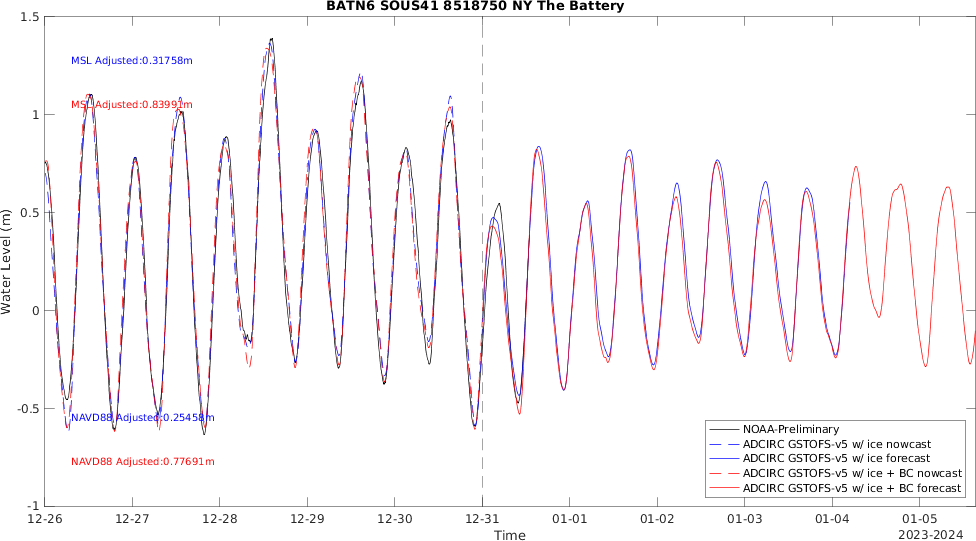 BATN6 SOUS41 8518750 NY The Battery
1.5
1
0.5
0
-0.5
-1
Water Level (m)
MSL Adjusted:0.31758m
MSL Adjusted:0.83991m
NAVD88 Adjusted:0.25458m
NAVD88 Adjusted:0.77691m
NOAA-Preliminary
ADCIRC GSTOFS-v5 w/ ice nowcast
ADCIRC GSTOFS-v5 w/ ice forecast
ADCIRC GSTOFS-v5 w/ ice + BC nowcast
ADCIRC GSTOFS-v5 w/ ice + BC forecast
12-26 12-27 12-28 12-29 12-30 12-31 01-01 01-02 01-03 01-04 01-05
Time
2023-2024